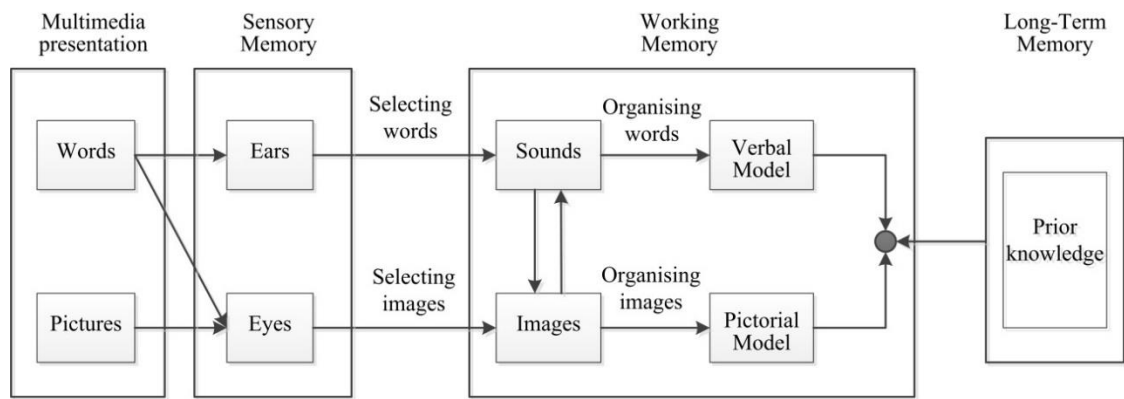 Multimedia
presentation
Sensory
Memory
Working
Memory
Long-Term
Memory
Words
Pictures
Ears
Eyes
Selecting
words
Selecting
images
Sounds
Images
Organising
words
Organising
images
Verbal
Model
Pictorial
Model
Prior
knowledge